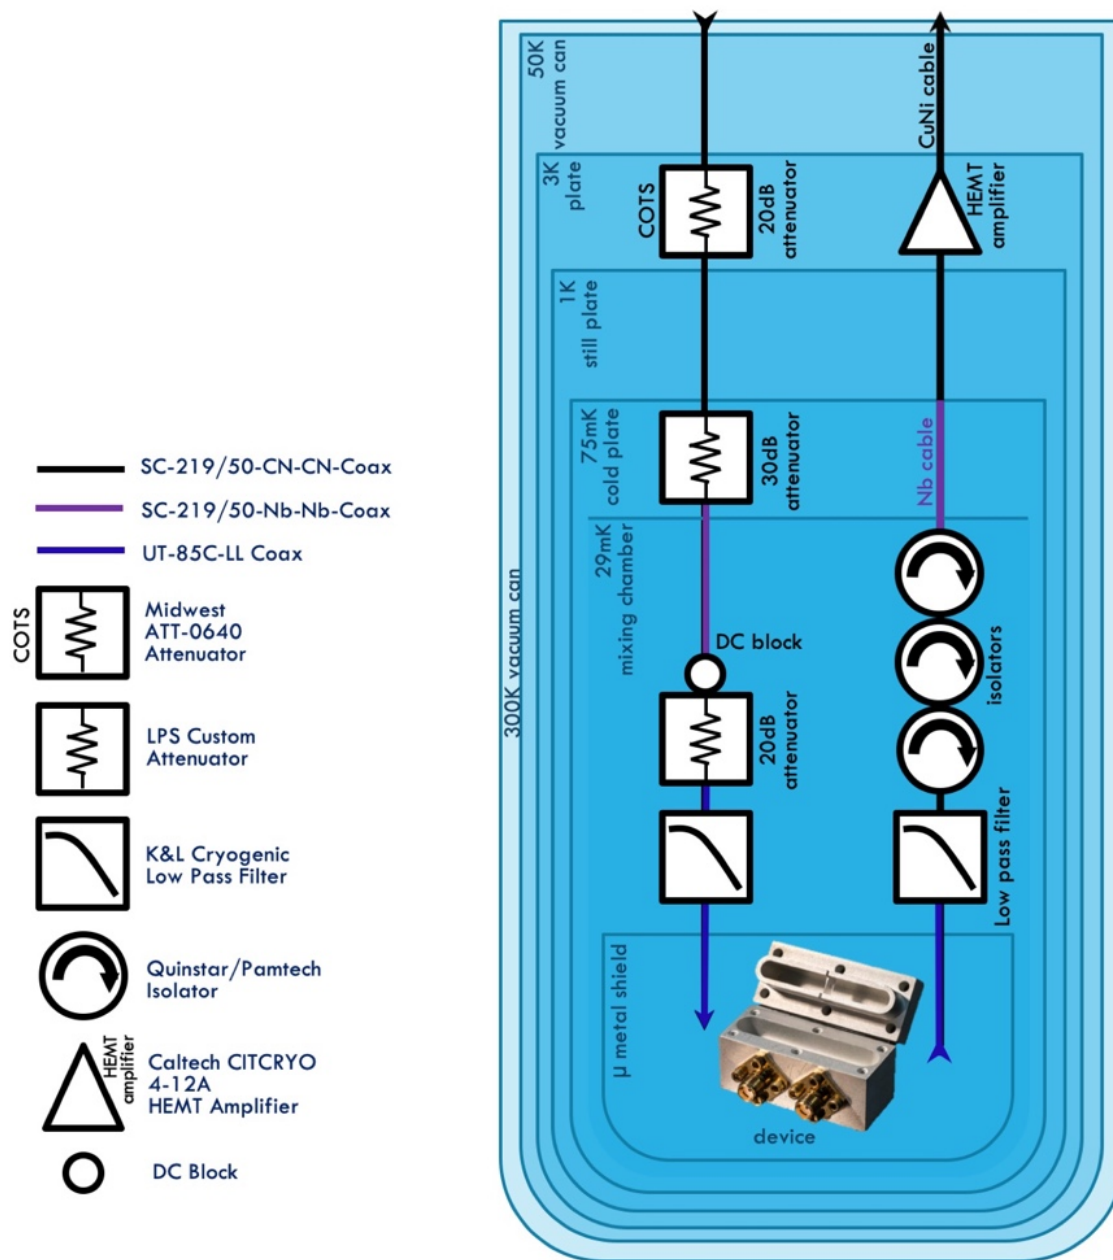 SC-219/50-CN-CN-Coax
SC-219/50-Nb-Nb-Coax
UT-85C-LL Coax
COTS
Midwest
ATT-0640
Attenuator
LPS Custom
Attenuator
K&L Cryogenic
Low Pass Filter
Quinstar/Pamtech
Isolator
HEMT
amplifier
Caltech CITCRYO
4-12A
HEMT Amplifier
DC Block
300K vacuum can
50K
vacuum can
CuNi cable
3K
plate
COTS
20dB
attenuator
HEMT
amplifier
1K
still plate
75mK
cold plate
30dB
attenuator
Nb cable
29mK
mixing chamber
DC block
isolators
20dB
attenuator
Low pass filter
μ metal shield
device